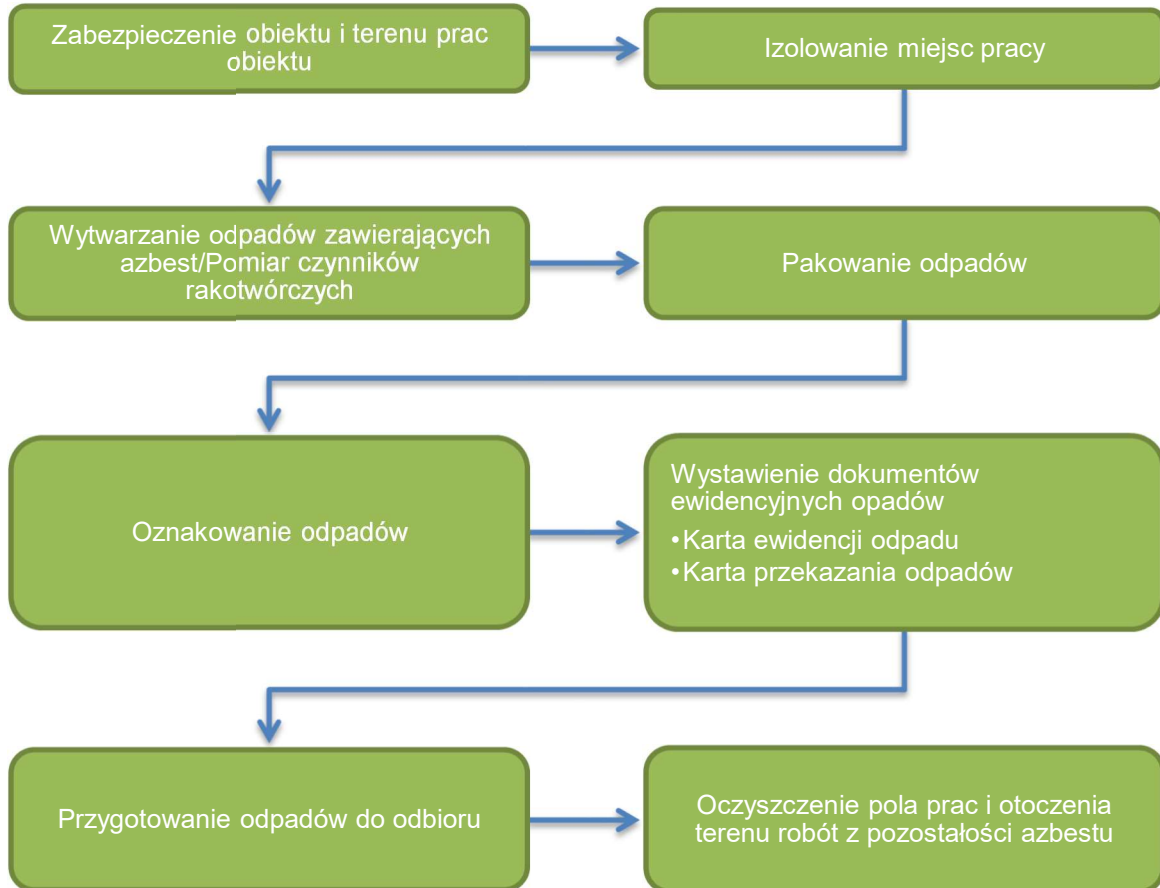 Zabezpieczenie obiektu i terenu prac
obiektu
Izolowanie miejsc pracy
Wytwarzanie odpadów zawierających
azbest/Pomiar czynników
rakotwórczych
Pakowanie odpadów
Oznakowanie odpadów
Wystawienie dokumentów
ewidencyjnych opadów
•Karta ewidencji odpadu
•Karta przekazania odpadów
Przygotowanie odpadów do odbioru
Oczyszczenie pola prac i otoczenia
terenu robót z pozostałości azbestu